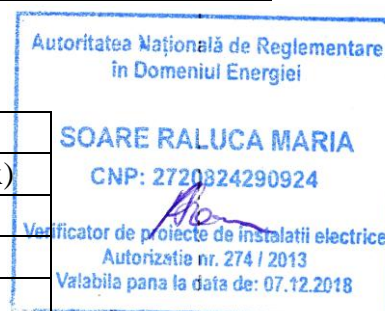 Autoritatea Națională de Reglementare
în Domeniul Energiei
SOARE RALUCA MARIA
CNP: 2720824290924
Verificator de proiecte de instalatii electrice
Autorizatie nr. 274 / 2013
Valabila pana la data de: 07.12.2018